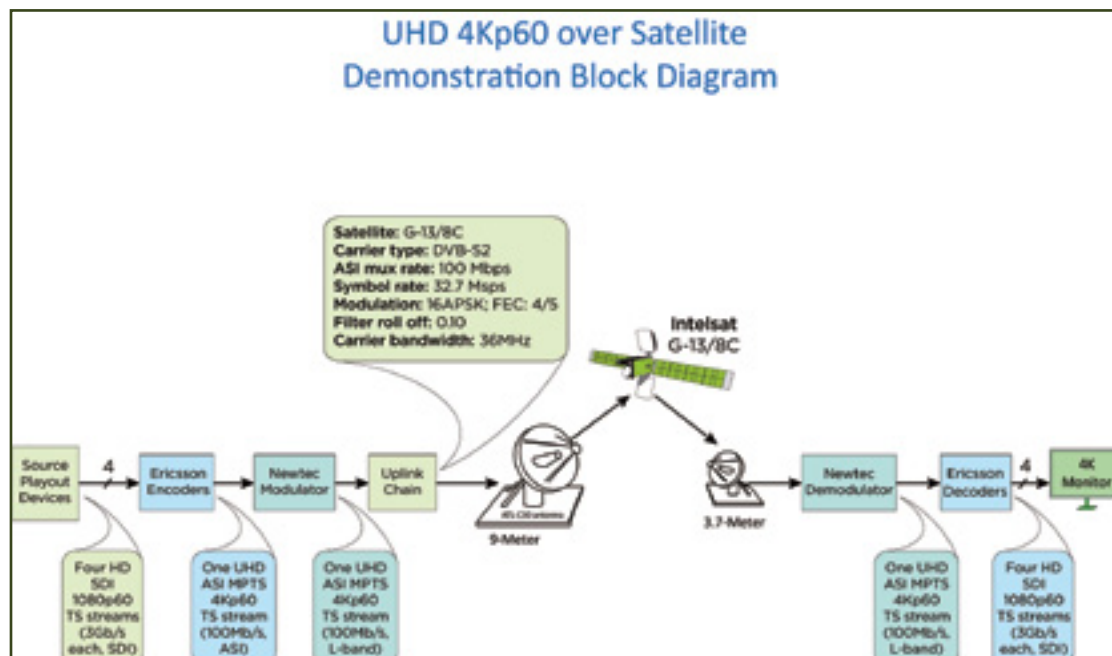 UHD 4Kp60 over Satellite
Demonstration Block Diagram
Satellite: G-13/8C
Carrier type: DVB-S2
ASI mux rate: 100 Mbps
Symbol rate: 32.7 Msps
Modulation: 16APSK; FEC: 4/5
Filter roll off: 0.10
Carrier bandwidth: 36MHz
Intelsat
G-13/8C
Source
Playout
Devices
4
Ericsson
Encoders
Newtec
Modulator
Uplink
Chain
9-Meter
3.7-Meter
Newtec
Demodulator
Ericsson
Decoders
4
4K
Monitor
Four HD
SDI
1080p60
TS streams
(3Gb/s
each, SDI)
One UHD
ASI MPTS
4Kp60
TS stream
(100Mb/s,
ASI)
One UHD
ASI MPTS
4Kp60
TS stream
(100Mb/s,
L-band)
One UHD
ASI MPTS
4Kp60
TS stream
(100Mb/s,
L-band)
Four HD
SDI
1080p60
TS streams
(3Gb/s
each, SDI)